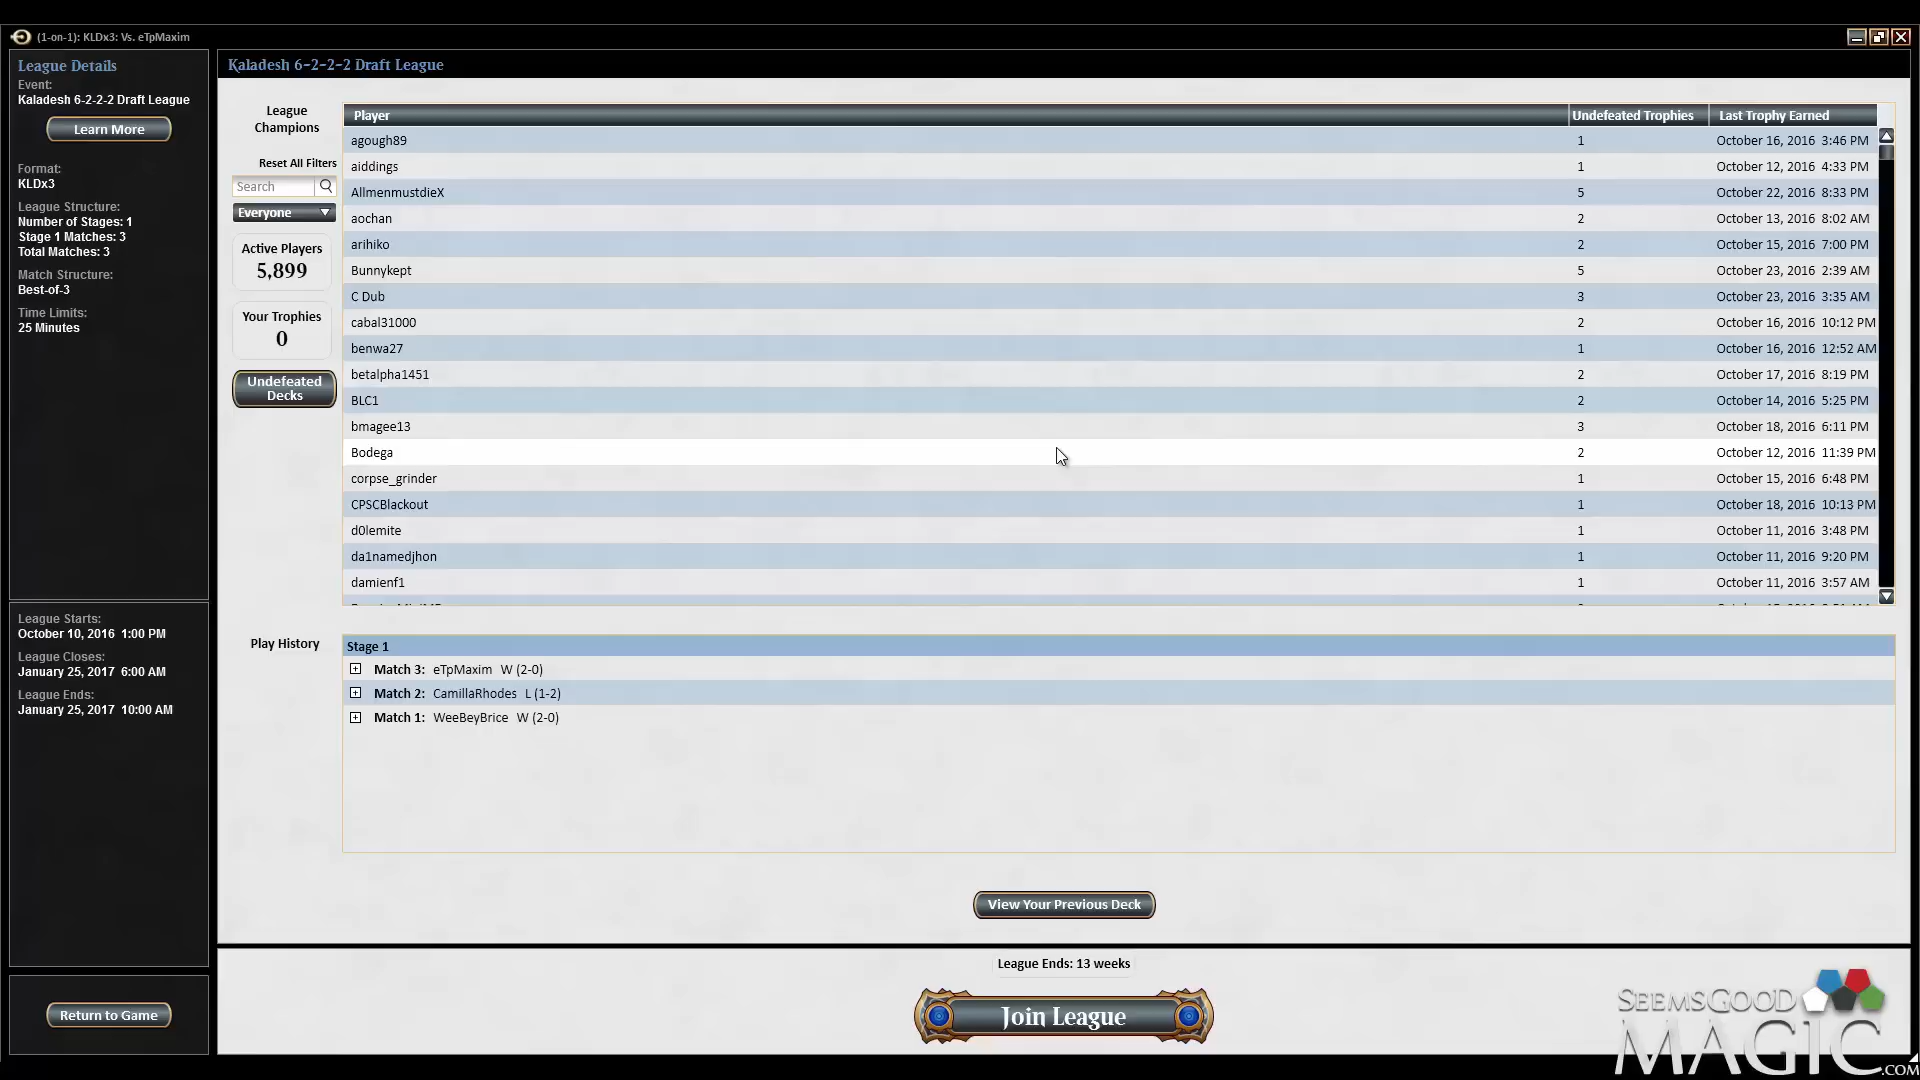 (1-on-1): KLDx3: Vs. eTpMaxim
League Details
Event:
Kaladesh 6-2-2-2 Draft League
Learn More
Format:
KLDx3
League Structure:
Number of Stages: 1
Stage 1 Matches: 3
Total Matches: 3
Match Structure:
Best-of-3
Time Limits:
25 Minutes
League Starts:
October 10, 2016 1:00 PM
League Closes:
January 25, 2017 6:00 AM
League Ends:
January 25, 2017 10:00 AM
Return to Game
Kaladesh 6-2-2-2 Draft League
League
Champions
Reset All Filters
Search
Everyone
Active Players
5,899
Your Trophies
0
Undefeated
Decks
Player Undefeated Trophies Last Trophy Earned
agough89 1 October 16, 2016 3:46 PM
aiddings 1 October 12, 2016 4:33 PM
AllmenmustdieX 5 October 22, 2016 8:33 PM
aochan 2 October 13, 2016 8:02 AM
arihiko 2 October 15, 2016 7:00 PM
Bunnykept 5 October 23, 2016 2:39 AM
C Dub 3 October 23, 2016 3:35 AM
cabal31000 2 October 16, 2016 10:12 PM
benwa27 1 October 16, 2016 12:52 AM
betalpha1451 2 October 17, 2016 8:19 PM
BLC1 2 October 14, 2016 5:25 PM
bmagee13 3 October 18, 2016 6:11 PM
Bodega 2 October 12, 2016 11:39 PM
corpse_grinder 1 October 15, 2016 6:48 PM
CPSCBlackout 1 October 18, 2016 10:13 PM
d0lemite 1 October 11, 2016 3:48 PM
da1namedjhon 1 October 11, 2016 9:20 PM
damienf1 1 October 11, 2016 3:57 AM
Play History
Stage 1
Match 3: eTpMaxim W (2-0)
Match 2: CamillaRhodes L (1-2)
Match 1: WeeBeyBrice W (2-0)
View Your Previous Deck
League Ends: 13 weeks
Join League
SEEMSGOOD
MAGIC.COM